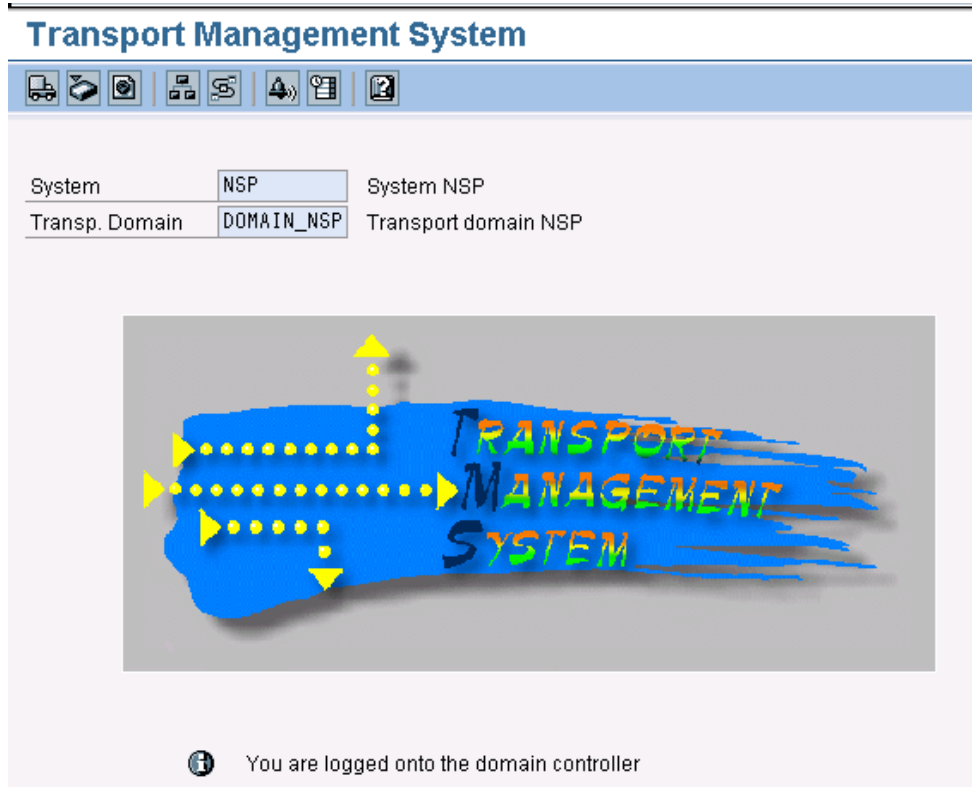 Transport Management System
System NSP System NSP
Transp. Domain DOMAIN_NSP Transport domain NSP
TRANSPORT
MANAGEMENT
SYSTEM
You are logged onto the domain controller